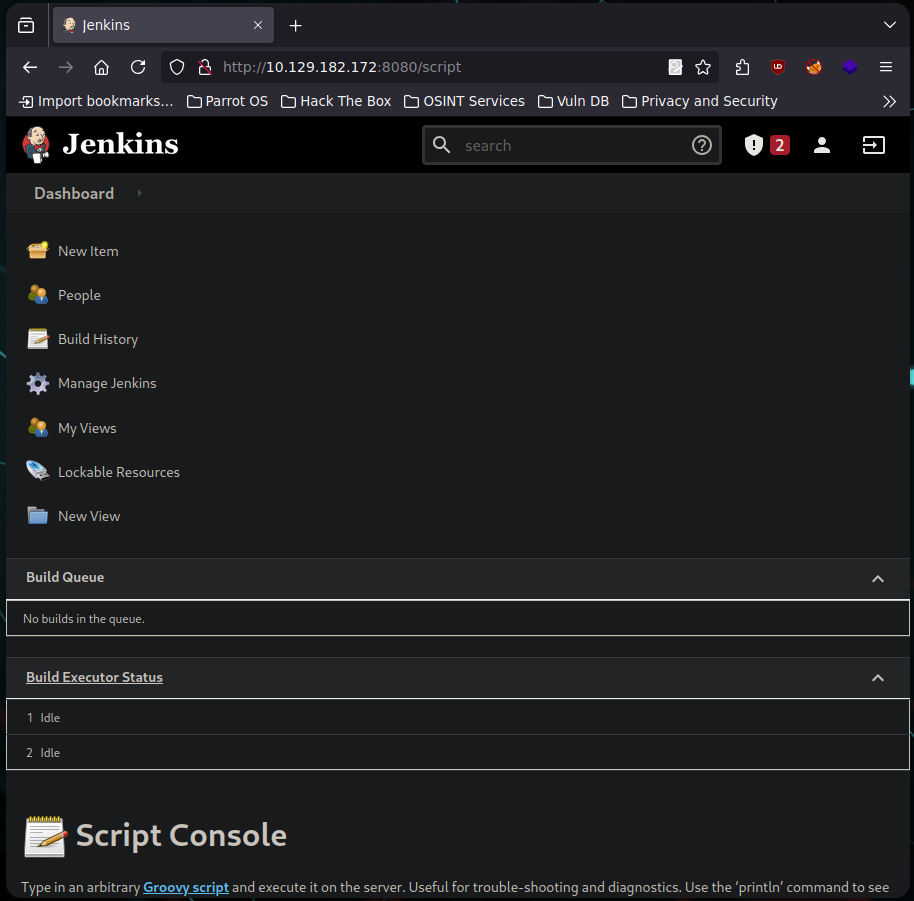 Jenkins
http://10.129.182.172:8080/script
Import bookmarks... Parrot OS Hack The Box OSINT Services Vuln DB Privacy and Security
Jenkins search 2
Dashboard
New Item
People
Build History
Manage Jenkins
My Views
Lockable Resources
New View
Build Queue
No builds in the queue.
Build Executor Status
1 Idle
2 Idle
Script Console
Type in an arbitrary Groovy script and execute it on the server. Useful for trouble-shooting and diagnostics. Use the ‘println’ command to see